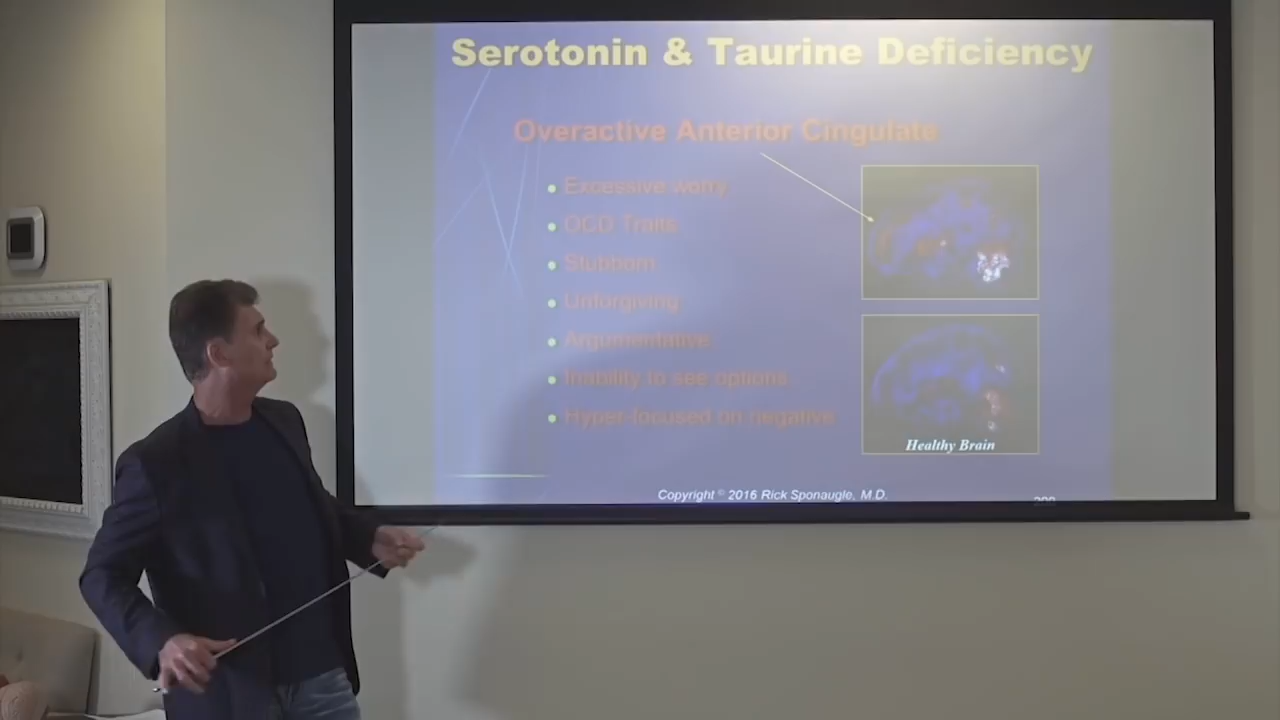 Serotonin & Taurine Deficiency
Overactive Anterior Cingulate
Excessive worry
OCD Traits
Stubborn
Unforgiving
Argumentative
Inability to see options
Hyper-focused on negative
Healthy Brain
Copyright © 2016 Rick Sponaugle, M.D.